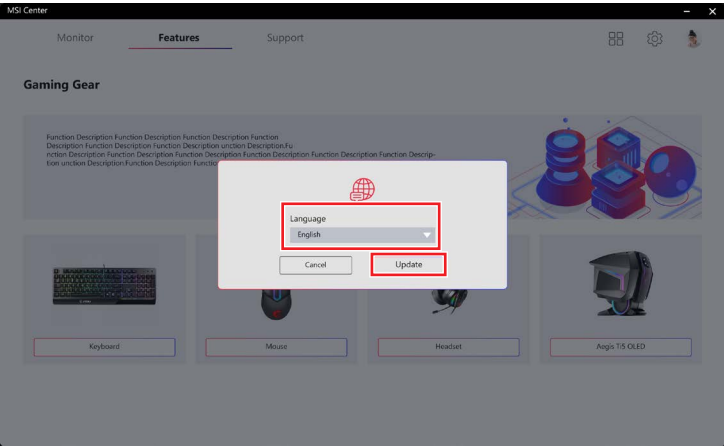 MSI Center
Monitor
Features
Support
Gaming Gear
Function Description Function Description Function Description Function
Description Function Description Function Description unction Description.Fu
nction Description Function Description Function Description Function Description Function Description Function Descrip-
tion unction Description.Function Description Functio
Language
English
Cancel
Update
Keyboard
Mouse
Headset
Aegis Ti5 OLED